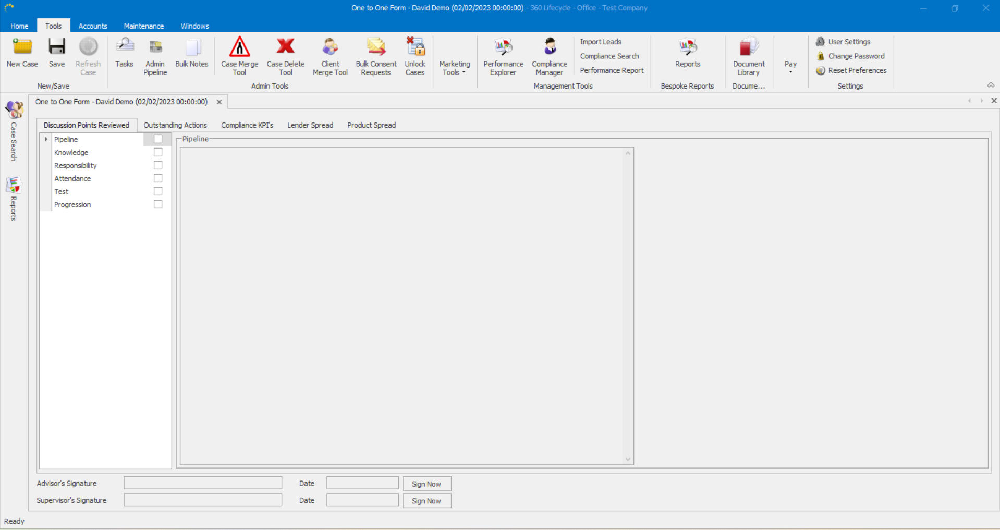 One to One Form - David Demo (02/02/2023 00:00:00) - 360 Lifecycle - Office - Test Company
Home Tools Accounts Maintenance Windows
New Case
Save
Refresh
Case
New/Save
Tasks
Admin
Pipeline
Bulk Notes
Case Merge
Tool
Case Delete
Tool
Client
Merge Tool
Bulk Consent
Requests
Unlock
Cases
Admin Tools
Marketing
Tools
Performance
Explorer
Compliance
Manager
Import Leads
Compliance Search
Performance Report
Management Tools
Reports
Bespoke Reports
Document
Library
Docume...
Pay
User Settings
Change Password
Reset Preferences
Settings
Case Search
Reports
One to One Form - David Demo (02/02/2023 00:00:00)
Discussion Points Reviewed Outstanding Actions Compliance KPI's Lender Spread Product Spread
Pipeline
Knowledge
Responsibility
Attendance
Test
Progression
Pipeline
Advisor's Signature Date Sign Now
Supervisor's Signature Date Sign Now
Ready